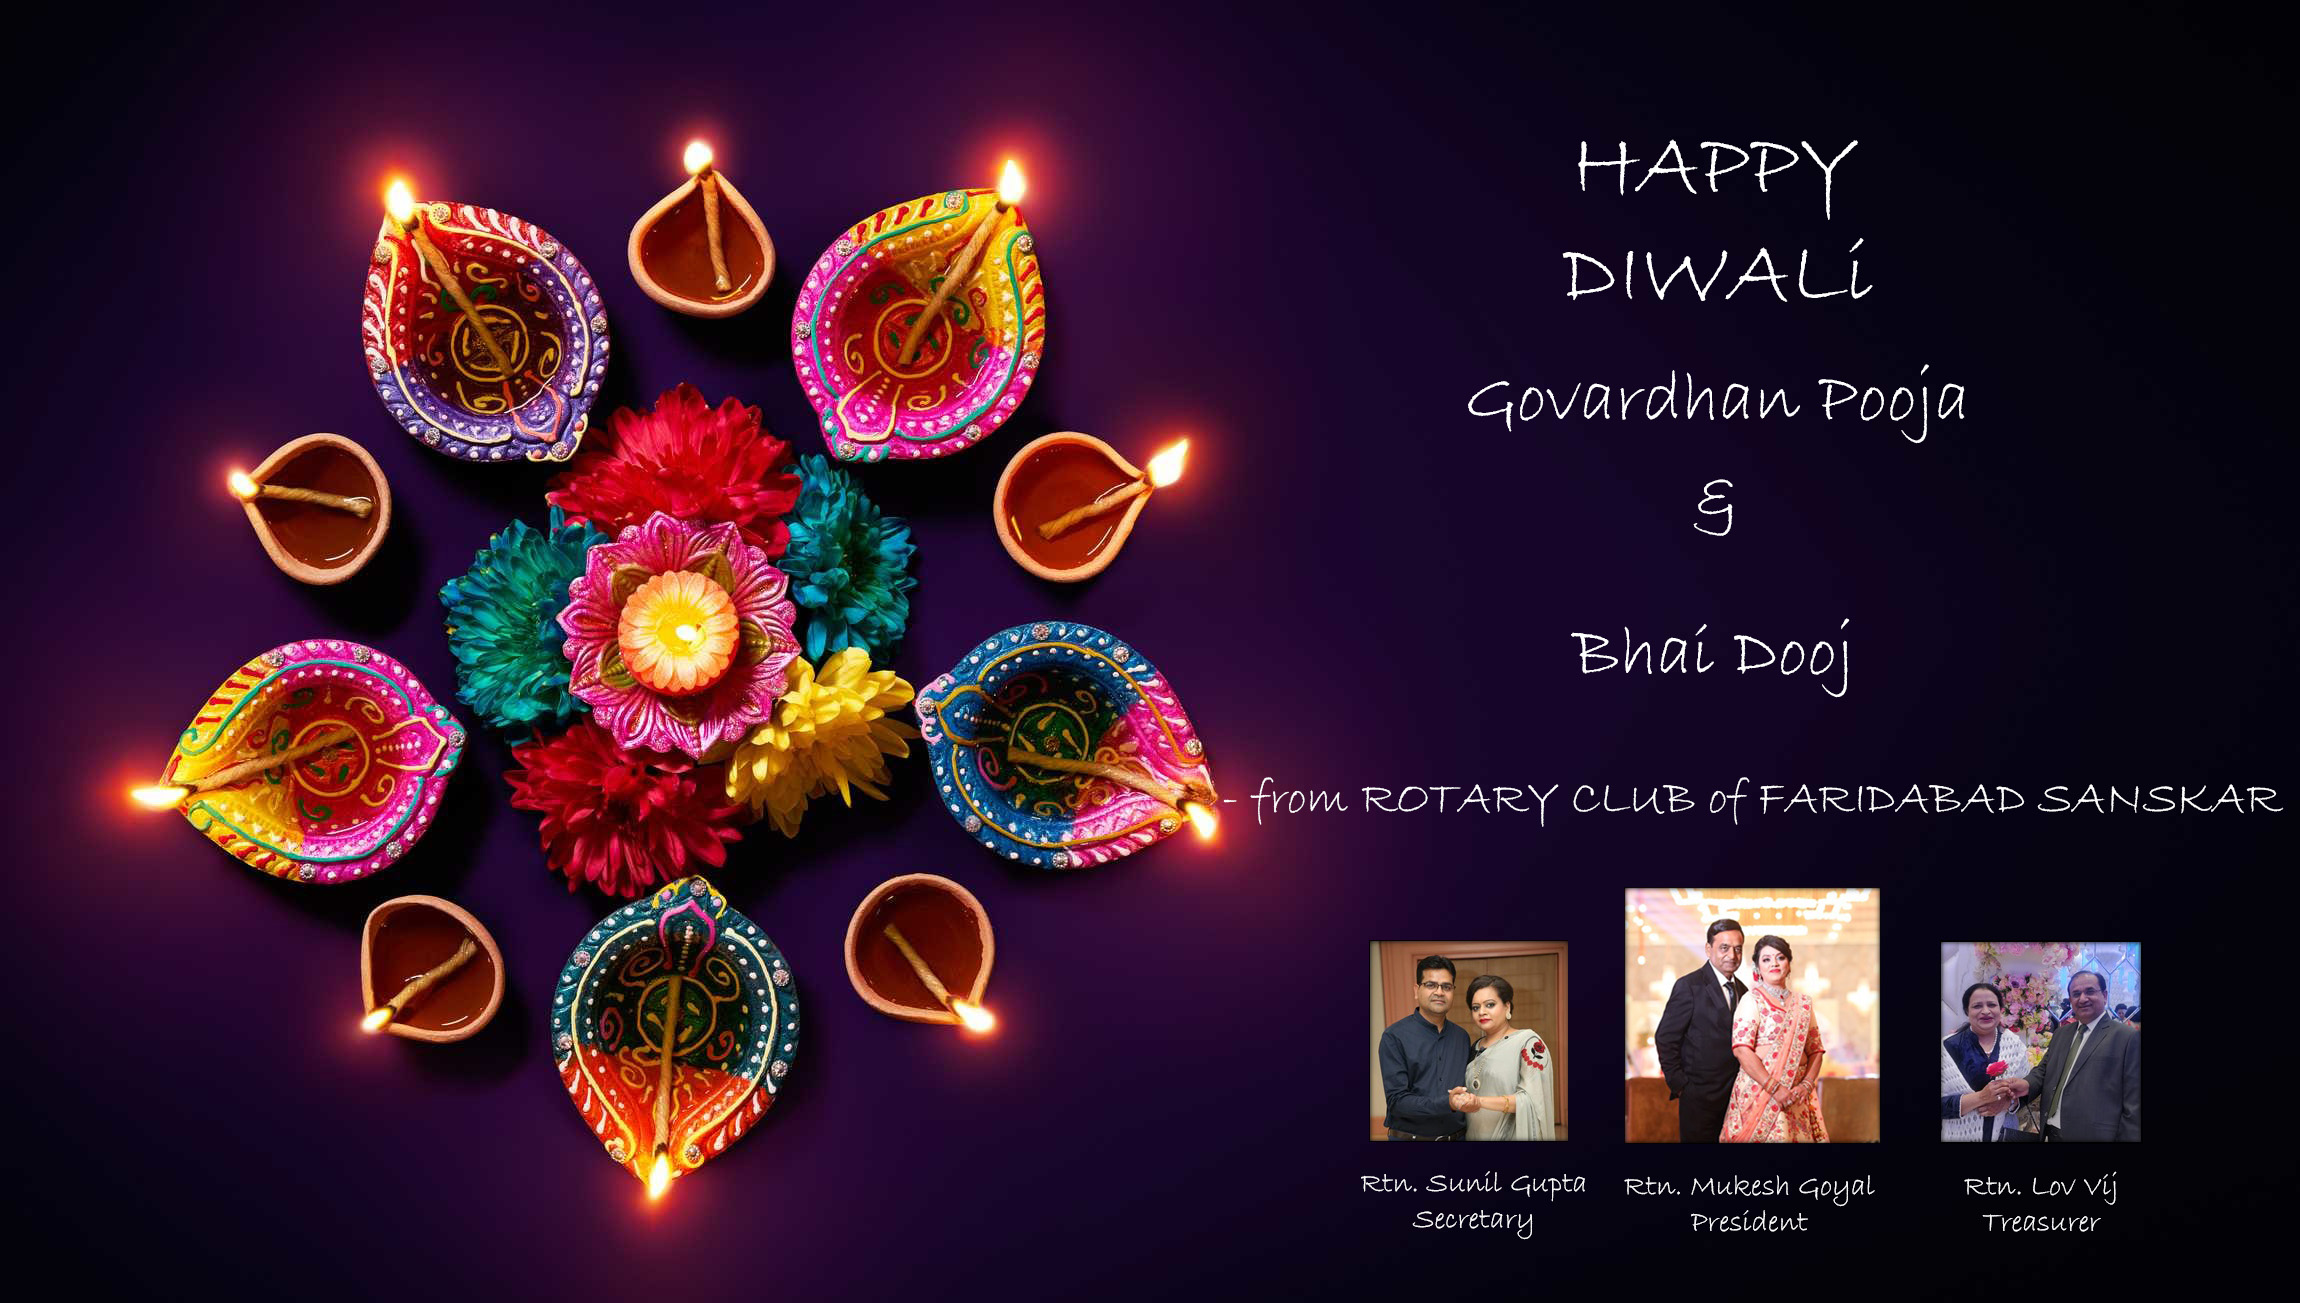 HAPPY
DIWALi
Govardhan Pooja
&
Bhai Dooj
- from ROTARY CLUB of FARIDABAD SANSKAR
Rtn. Sunil Gupta
Secretary
Rtn. Mukesh Goyal
President
Rtn. Lov Vij
Treasurer